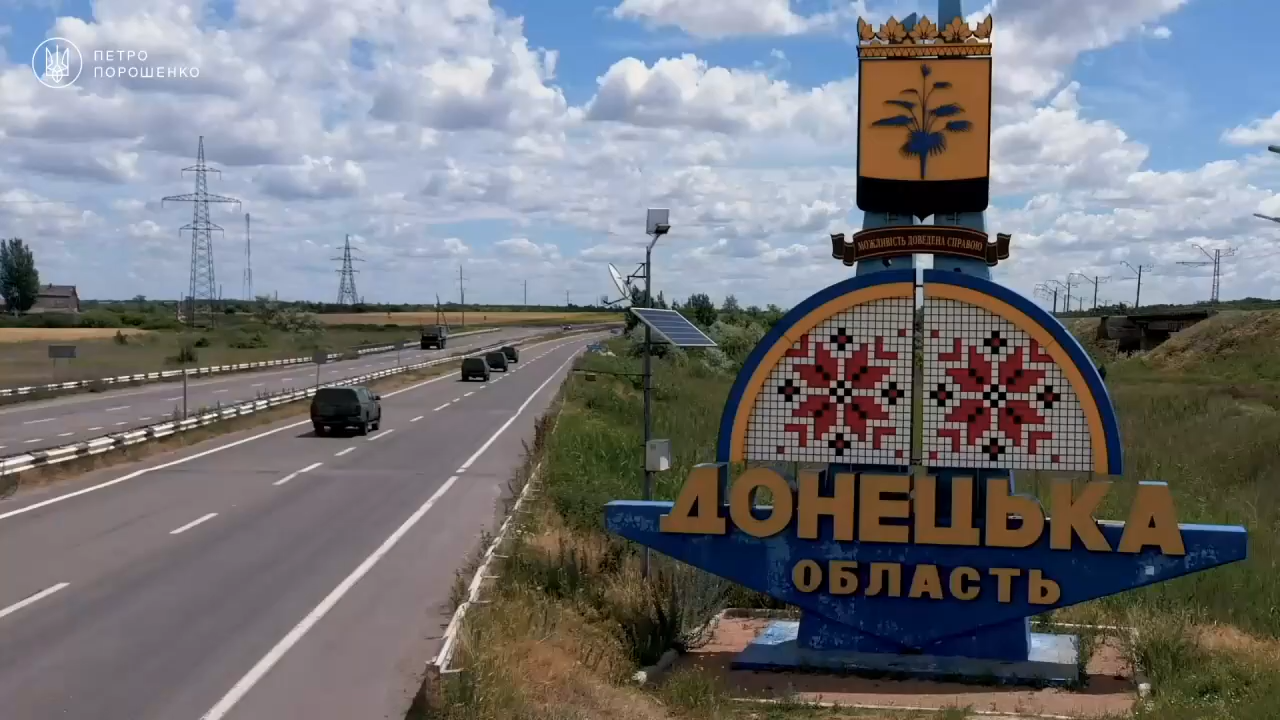 ПЕТРО
ПОРОШЕНКО
МОЖЛИВІСТЬ ДОВЕДЕНА СПРАВОЮ
ДОНЕЦЬКА
ОБЛАСТЬ